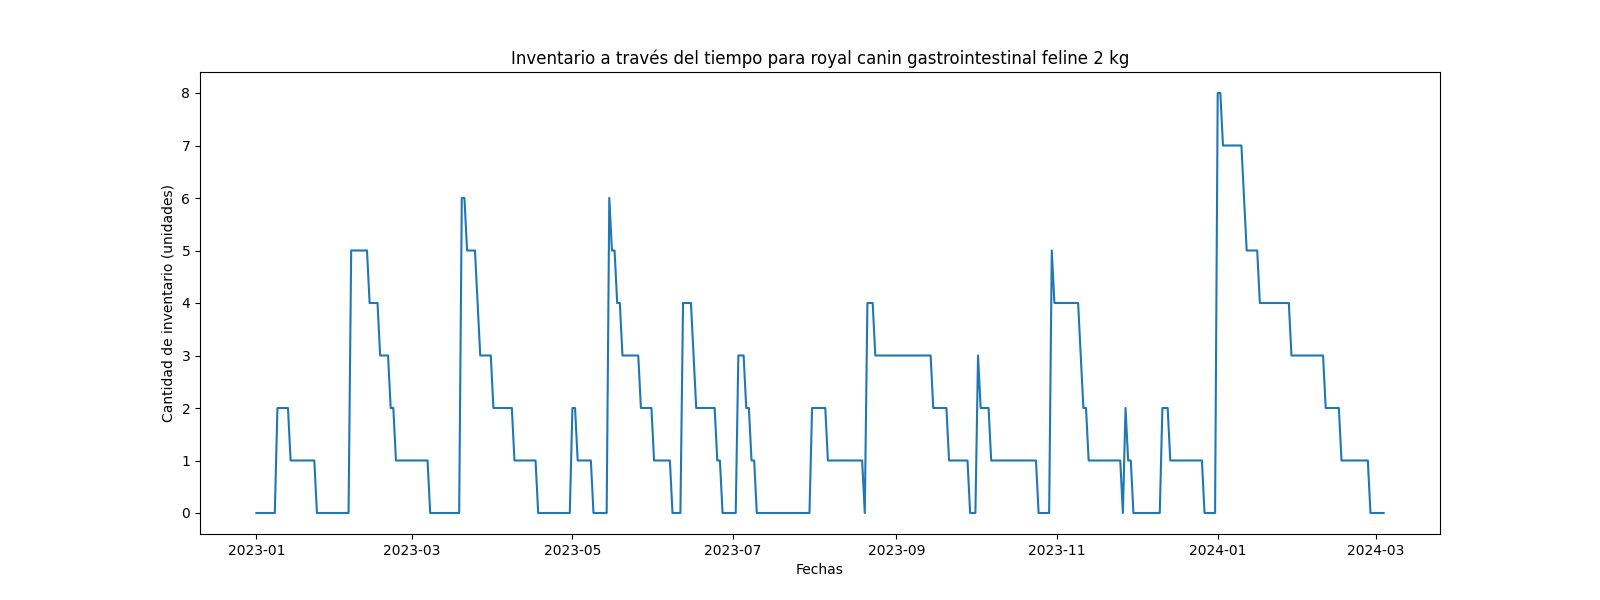 Inventario a través del tiempo para royal canin gastrointestinal feline 2 kg
Cantidad de inventario (unidades)
8
7
6
5
4
3
2
1
0
2023-01 2023-03 2023-05 2023-07 2023-09 2023-11 2024-01 2024-03
Fechas